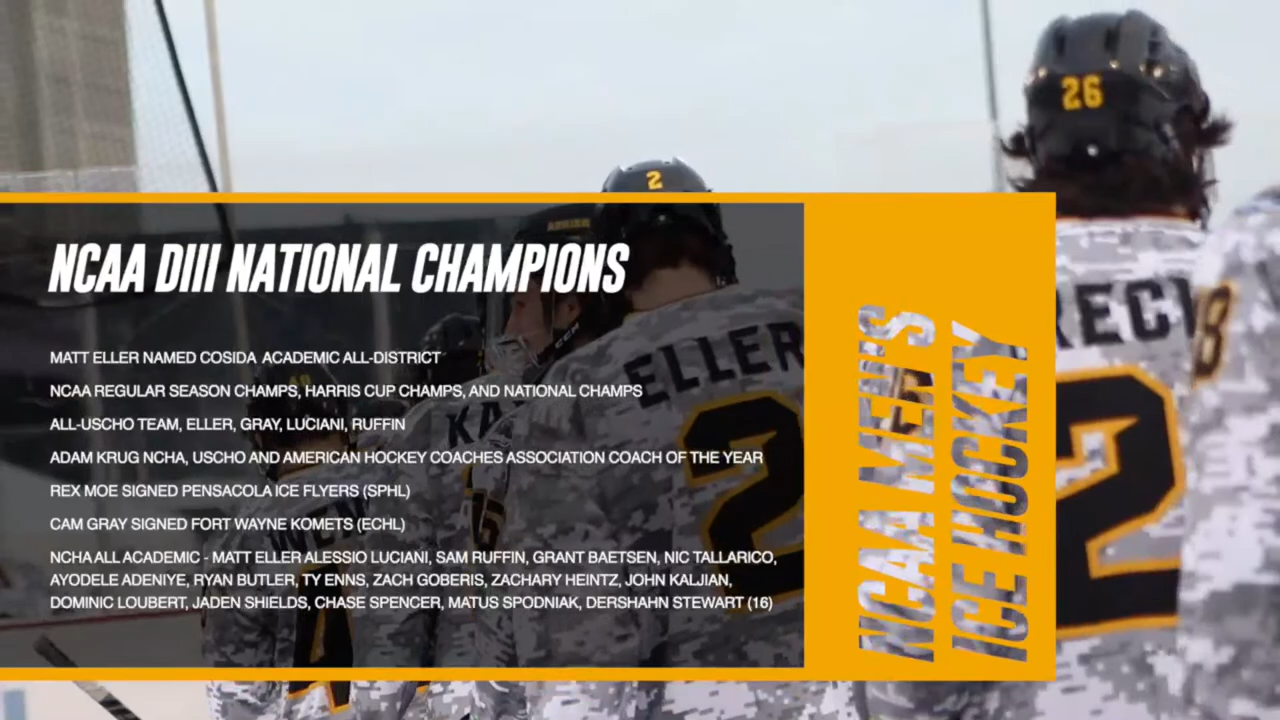 26
2
ADRIAN
NCAA DIII NATIONAL CHAMPIONS
MATT ELLER NAMED COSIDA ACADEMIC ALL-DISTRICT
NCAA REGULAR SEASON CHAMPS, HARRIS CUP CHAMPS, AND NATIONAL CHAMPS
ALL-USCHO TEAM, ELLER, GRAY, LUCIANI, RUFFIN
ADAM KRUG NCHA, USCHO AND AMERICAN HOCKEY COACHES ASSOCIATION COACH OF THE YEAR
REX MOE SIGNED PENSACOLA ICE FLYERS (SPHL)
CAM GRAY SIGNED FORT WAYNE KOMETS (ECHL)
NCHA ALL ACADEMIC - MATT ELLER ALESSIO LUCIANI, SAM RUFFIN, GRANT BAETSEN, NIC TALLARICO,
AYODELE ADENIYE, RYAN BUTLER, TY ENNS, ZACH GOBERIS, ZACHARY HEINTZ, JOHN KALJIAN,
DOMINIC LOUBERT, JADEN SHIELDS, CHASE SPENCER, MATUS SPODNIAK, DERSHAHN STEWART (16)
ELLER
2
CCM
NCAA MEN'S
ICE HOCKEY
2
8